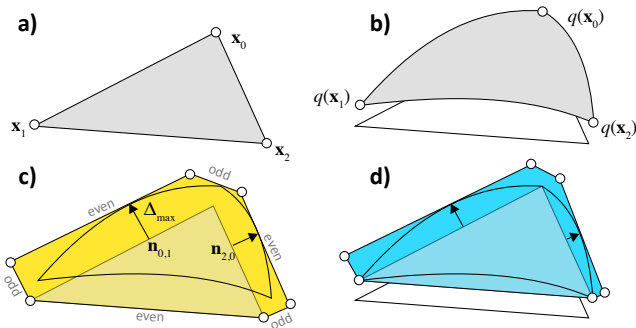 a)
x₀
x₁
x₂
b)
q(x₀)
q(x₁)
q(x₂)
c)
odd
even
Δmax
n₀,₁
n₂,₀
even
odd
even
odd
d)